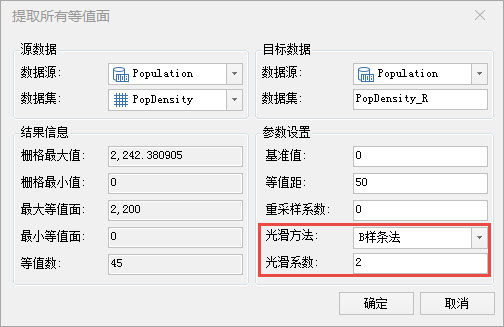 提取所有等值面
源数据
数据源: Population
数据集: PopDensity
目标数据
数据源: Population
数据集: PopDensity_R
结果信息
栅格最大值: 2,242.380905
栅格最小值: 0
最大等值面: 2,200
最小等值面: 0
等值数: 45
参数设置
基准值: 0
等值距: 50
重采样系数: 0
光滑方法: B样条法
光滑系数: 2
确定
取消